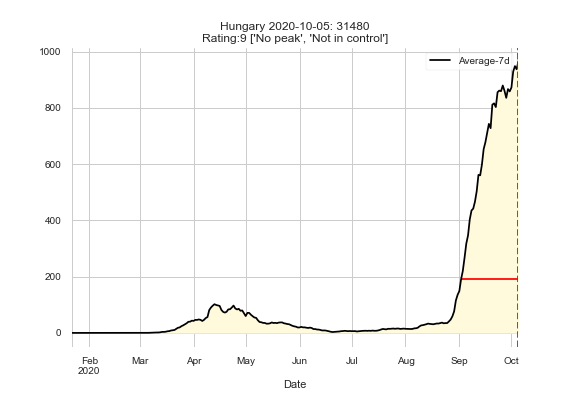 Hungary 2020-10-05: 31480
Rating:9 ['No peak', 'Not in control']
Average-7d
1000
800
600
400
200
0
Feb Mar Apr May Jun Jul Aug Sep Oct
2020
Date